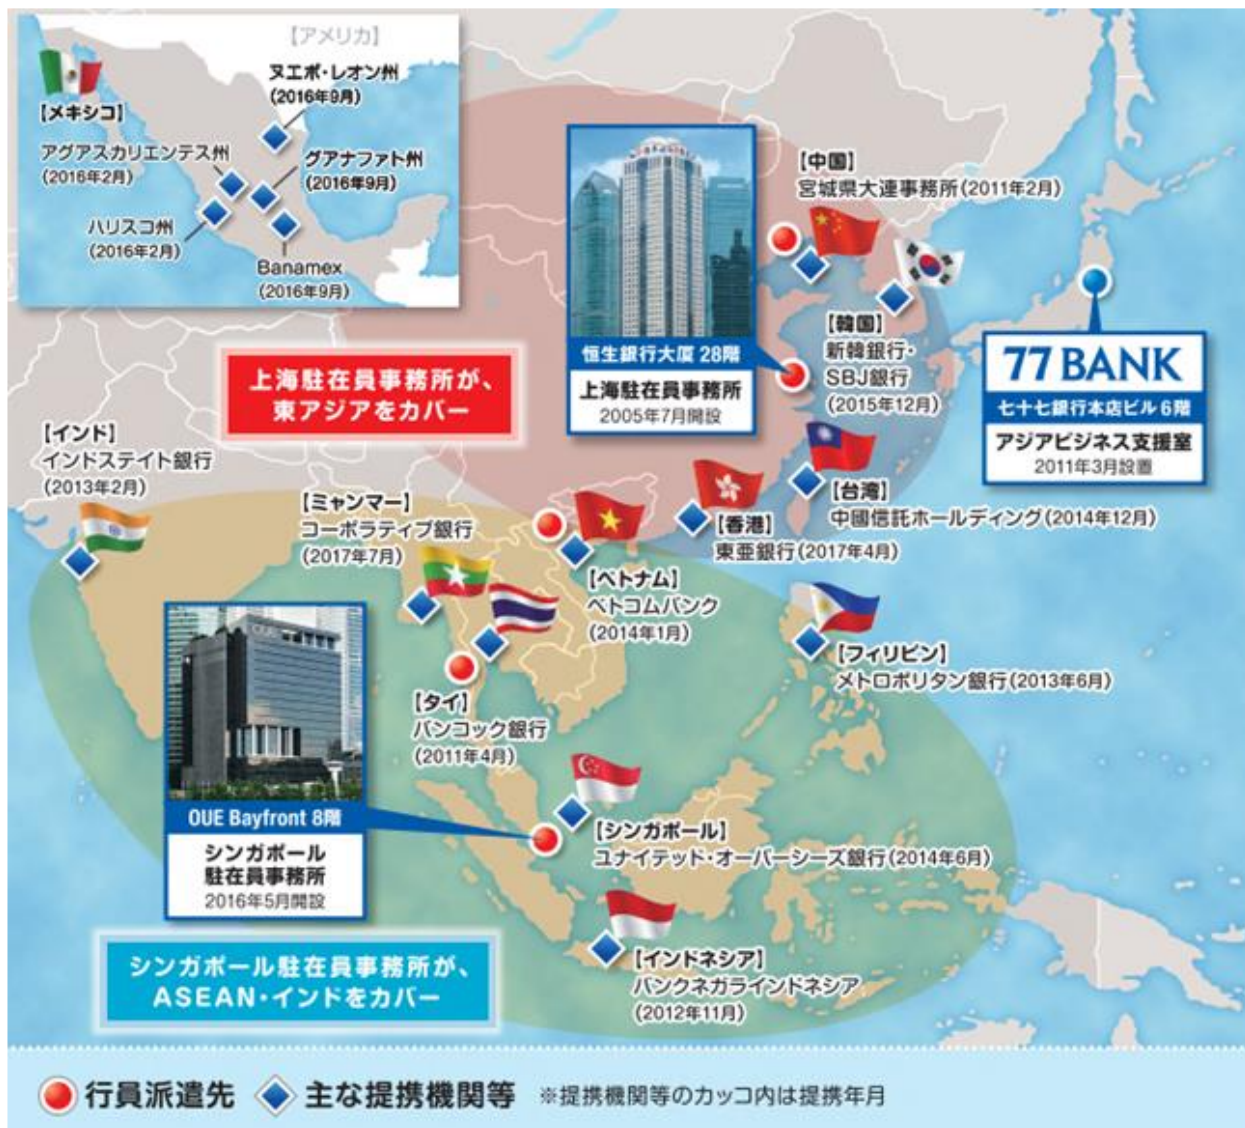 【アメリカ】
ヌエボ・レオン州
(2016年9月)
【メキシコ】
アグアスカリエンテス州
(2016年2月)
グアナファト州
(2016年9月)
ハリスコ州
(2016年2月)
Banamex
(2016年9月)
【中国】
宮城県大連事務所(2011年2月)
恒生銀行大厦 28階
上海駐在員事務所
2005年7月開設
【韓国】
新韓銀行・
SBJ銀行
(2015年12月)
77 BANK
七十七銀行本店ビル 6階
アジアビジネス支援室
2011年3月設置
上海駐在員事務所が、
東アジアをカバー
【インド】
インドステイト銀行
(2013年2月)
【ミャンマー】
コーポラティブ銀行
(2017年7月)
【台湾】
中國信託ホールディング(2014年12月)
【香港】
東亜銀行(2017年4月)
【ベトナム】
ベトコムバンク
(2014年1月)
【フィリピン】
メトロポリタン銀行(2013年6月)
【タイ】
バンコック銀行
(2011年4月)
OUE
OUE Bayfront 8階
シンガポール
駐在員事務所
2016年5月開設
【シンガポール】
ユナイテッド・オーバーシーズ銀行(2014年6月)
シンガポール駐在員事務所が、
ASEAN・インドをカバー
【インドネシア】
バンクネガラインドネシア
(2012年11月)
行員派遣先 主な提携機関等 ※提携機関等のカッコ内は提携年月